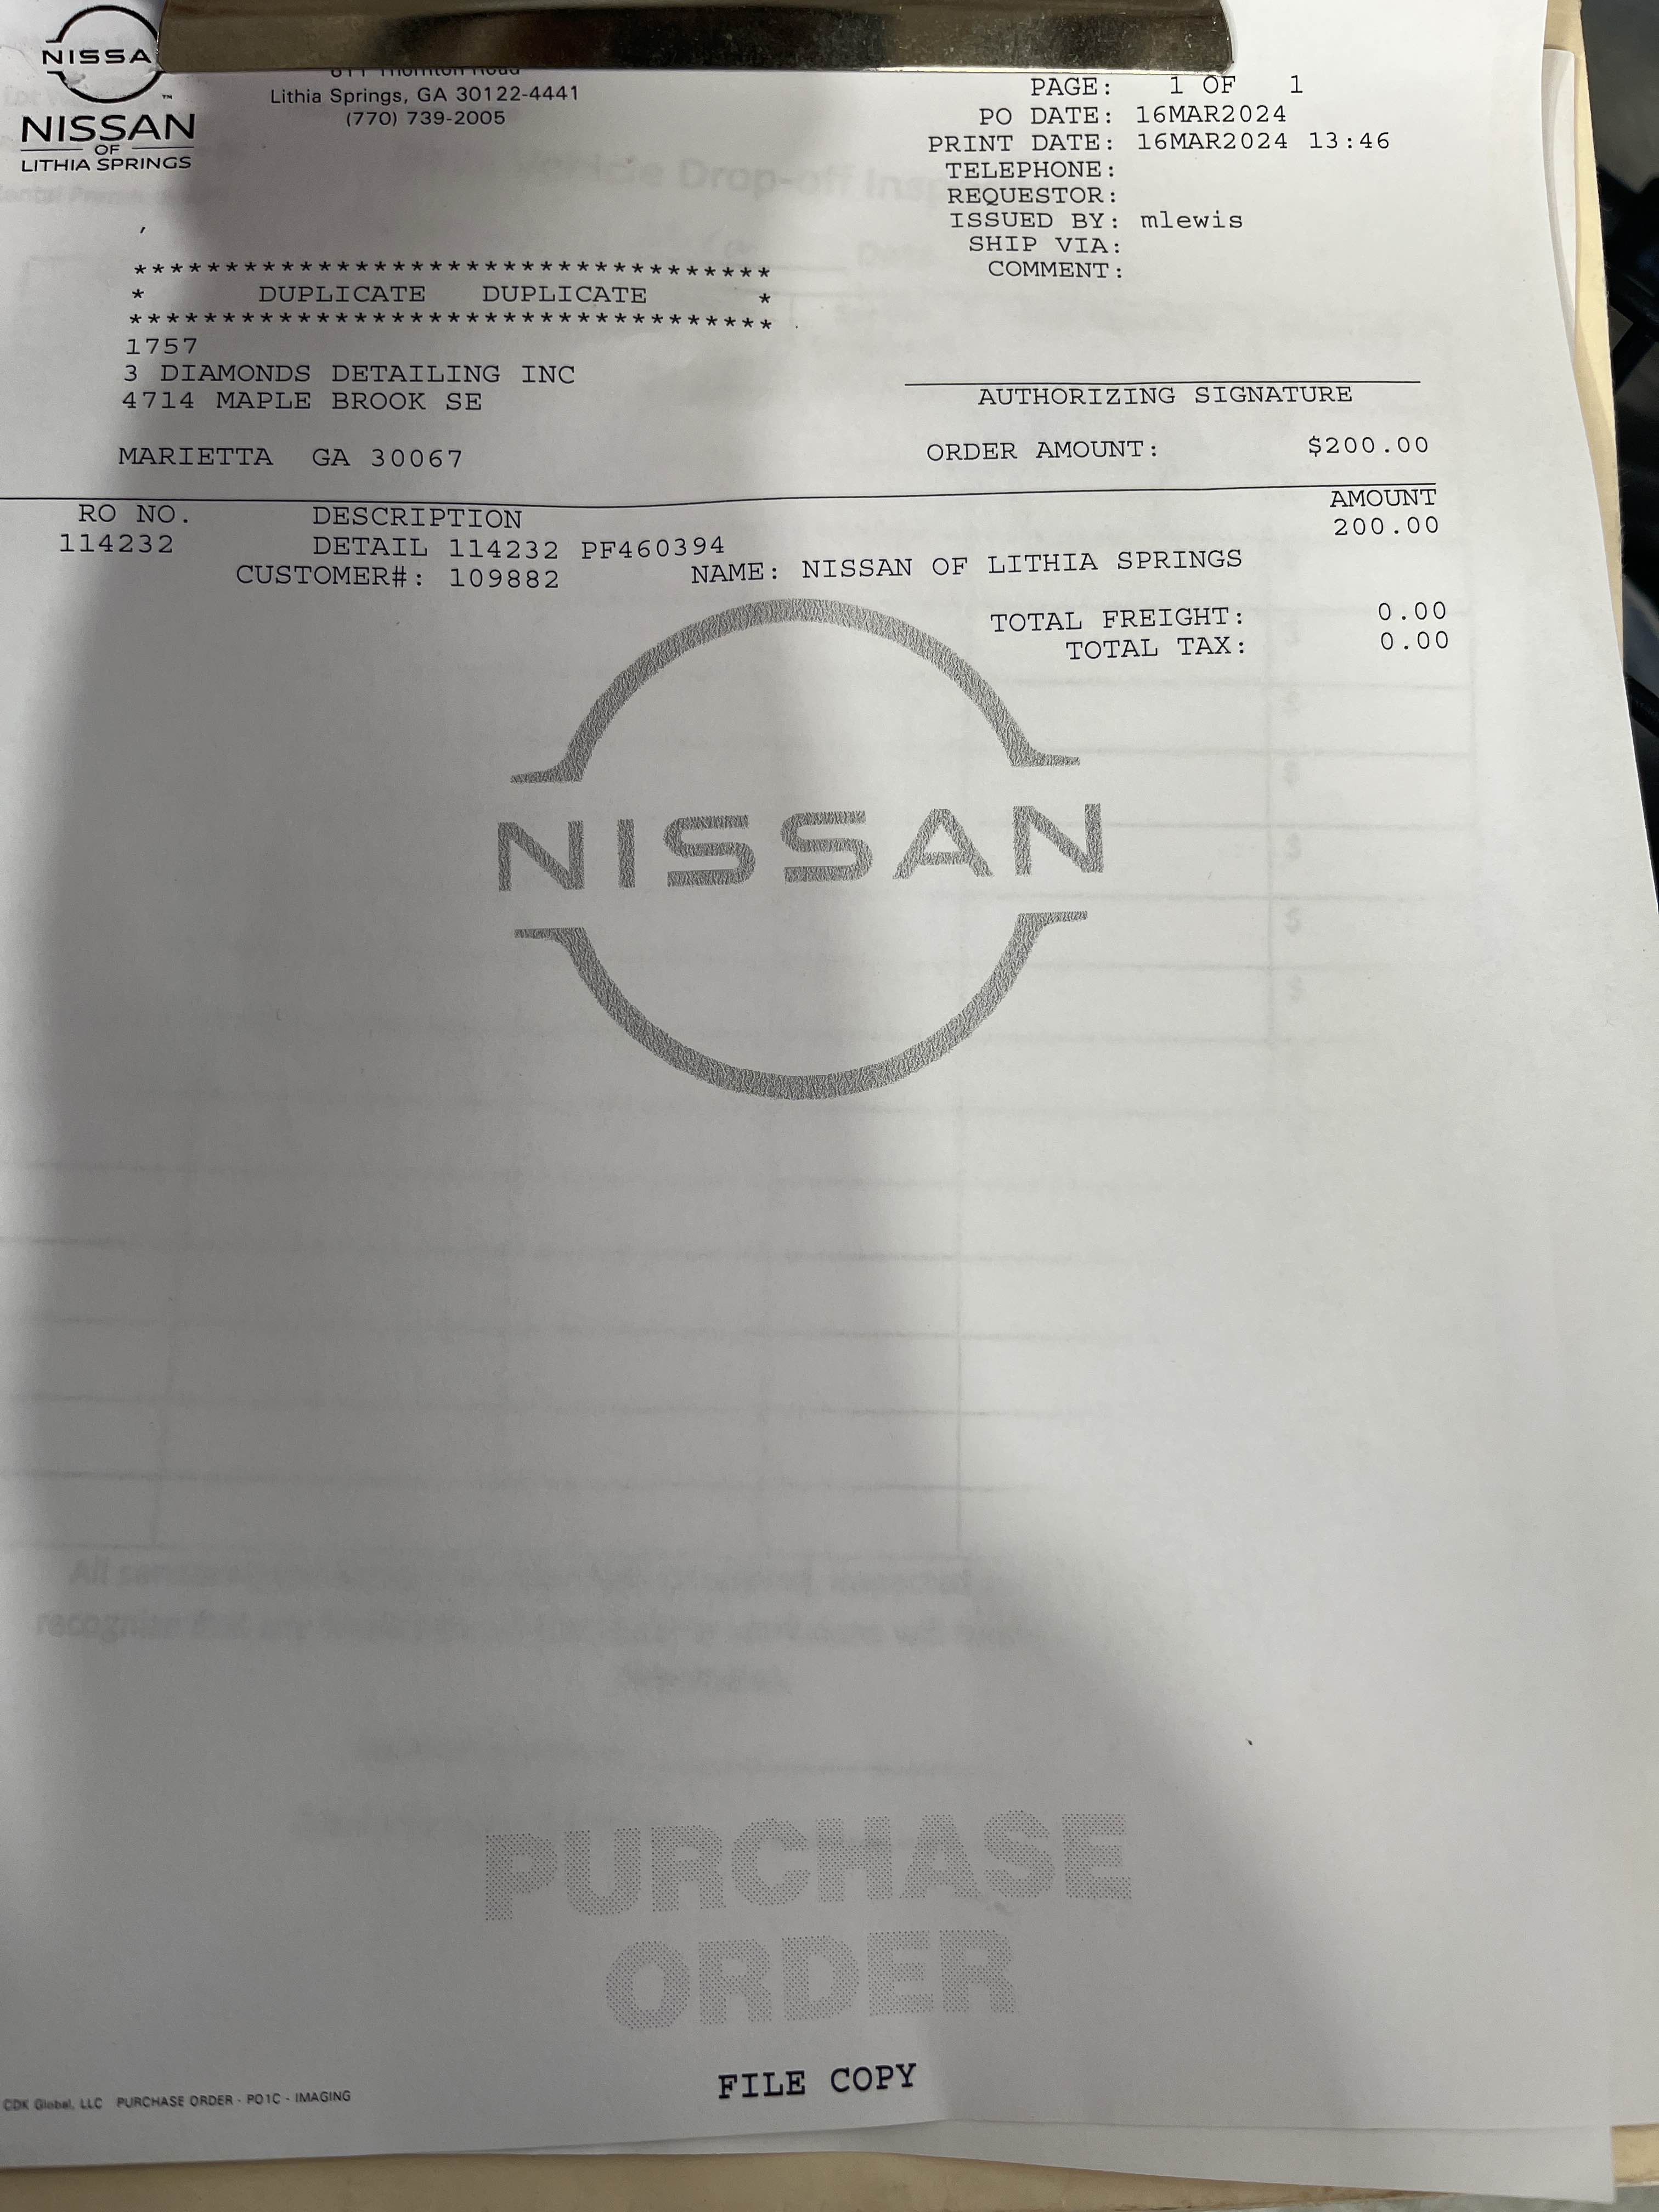 NISSA
™
NISSAN
OF
LITHIA SPRINGS
Thornton Road
Lithia Springs, GA 30122-4441
(770) 739-2005
PAGE: 1 OF 1
PO DATE: 16MAR2024
PRINT DATE: 16MAR2024 13:46
TELEPHONE:
REQUESTOR:
ISSUED BY: mlewis
SHIP VIA:
COMMENT:
,
***********************************
* DUPLICATE DUPLICATE *
***********************************
1757
3 DIAMONDS DETAILING INC
4714 MAPLE BROOK SE
MARIETTA GA 30067
AUTHORIZING SIGNATURE
ORDER AMOUNT: $200.00
RO NO. DESCRIPTION AMOUNT
114232 DETAIL 114232 PF460394 200.00
CUSTOMER#: 109882 NAME: NISSAN OF LITHIA SPRINGS
TOTAL FREIGHT: 0.00
TOTAL TAX: 0.00
NISSAN
PURCHASE
ORDER
FILE COPY
CDK Global, LLC PURCHASE ORDER - PO1C - IMAGING